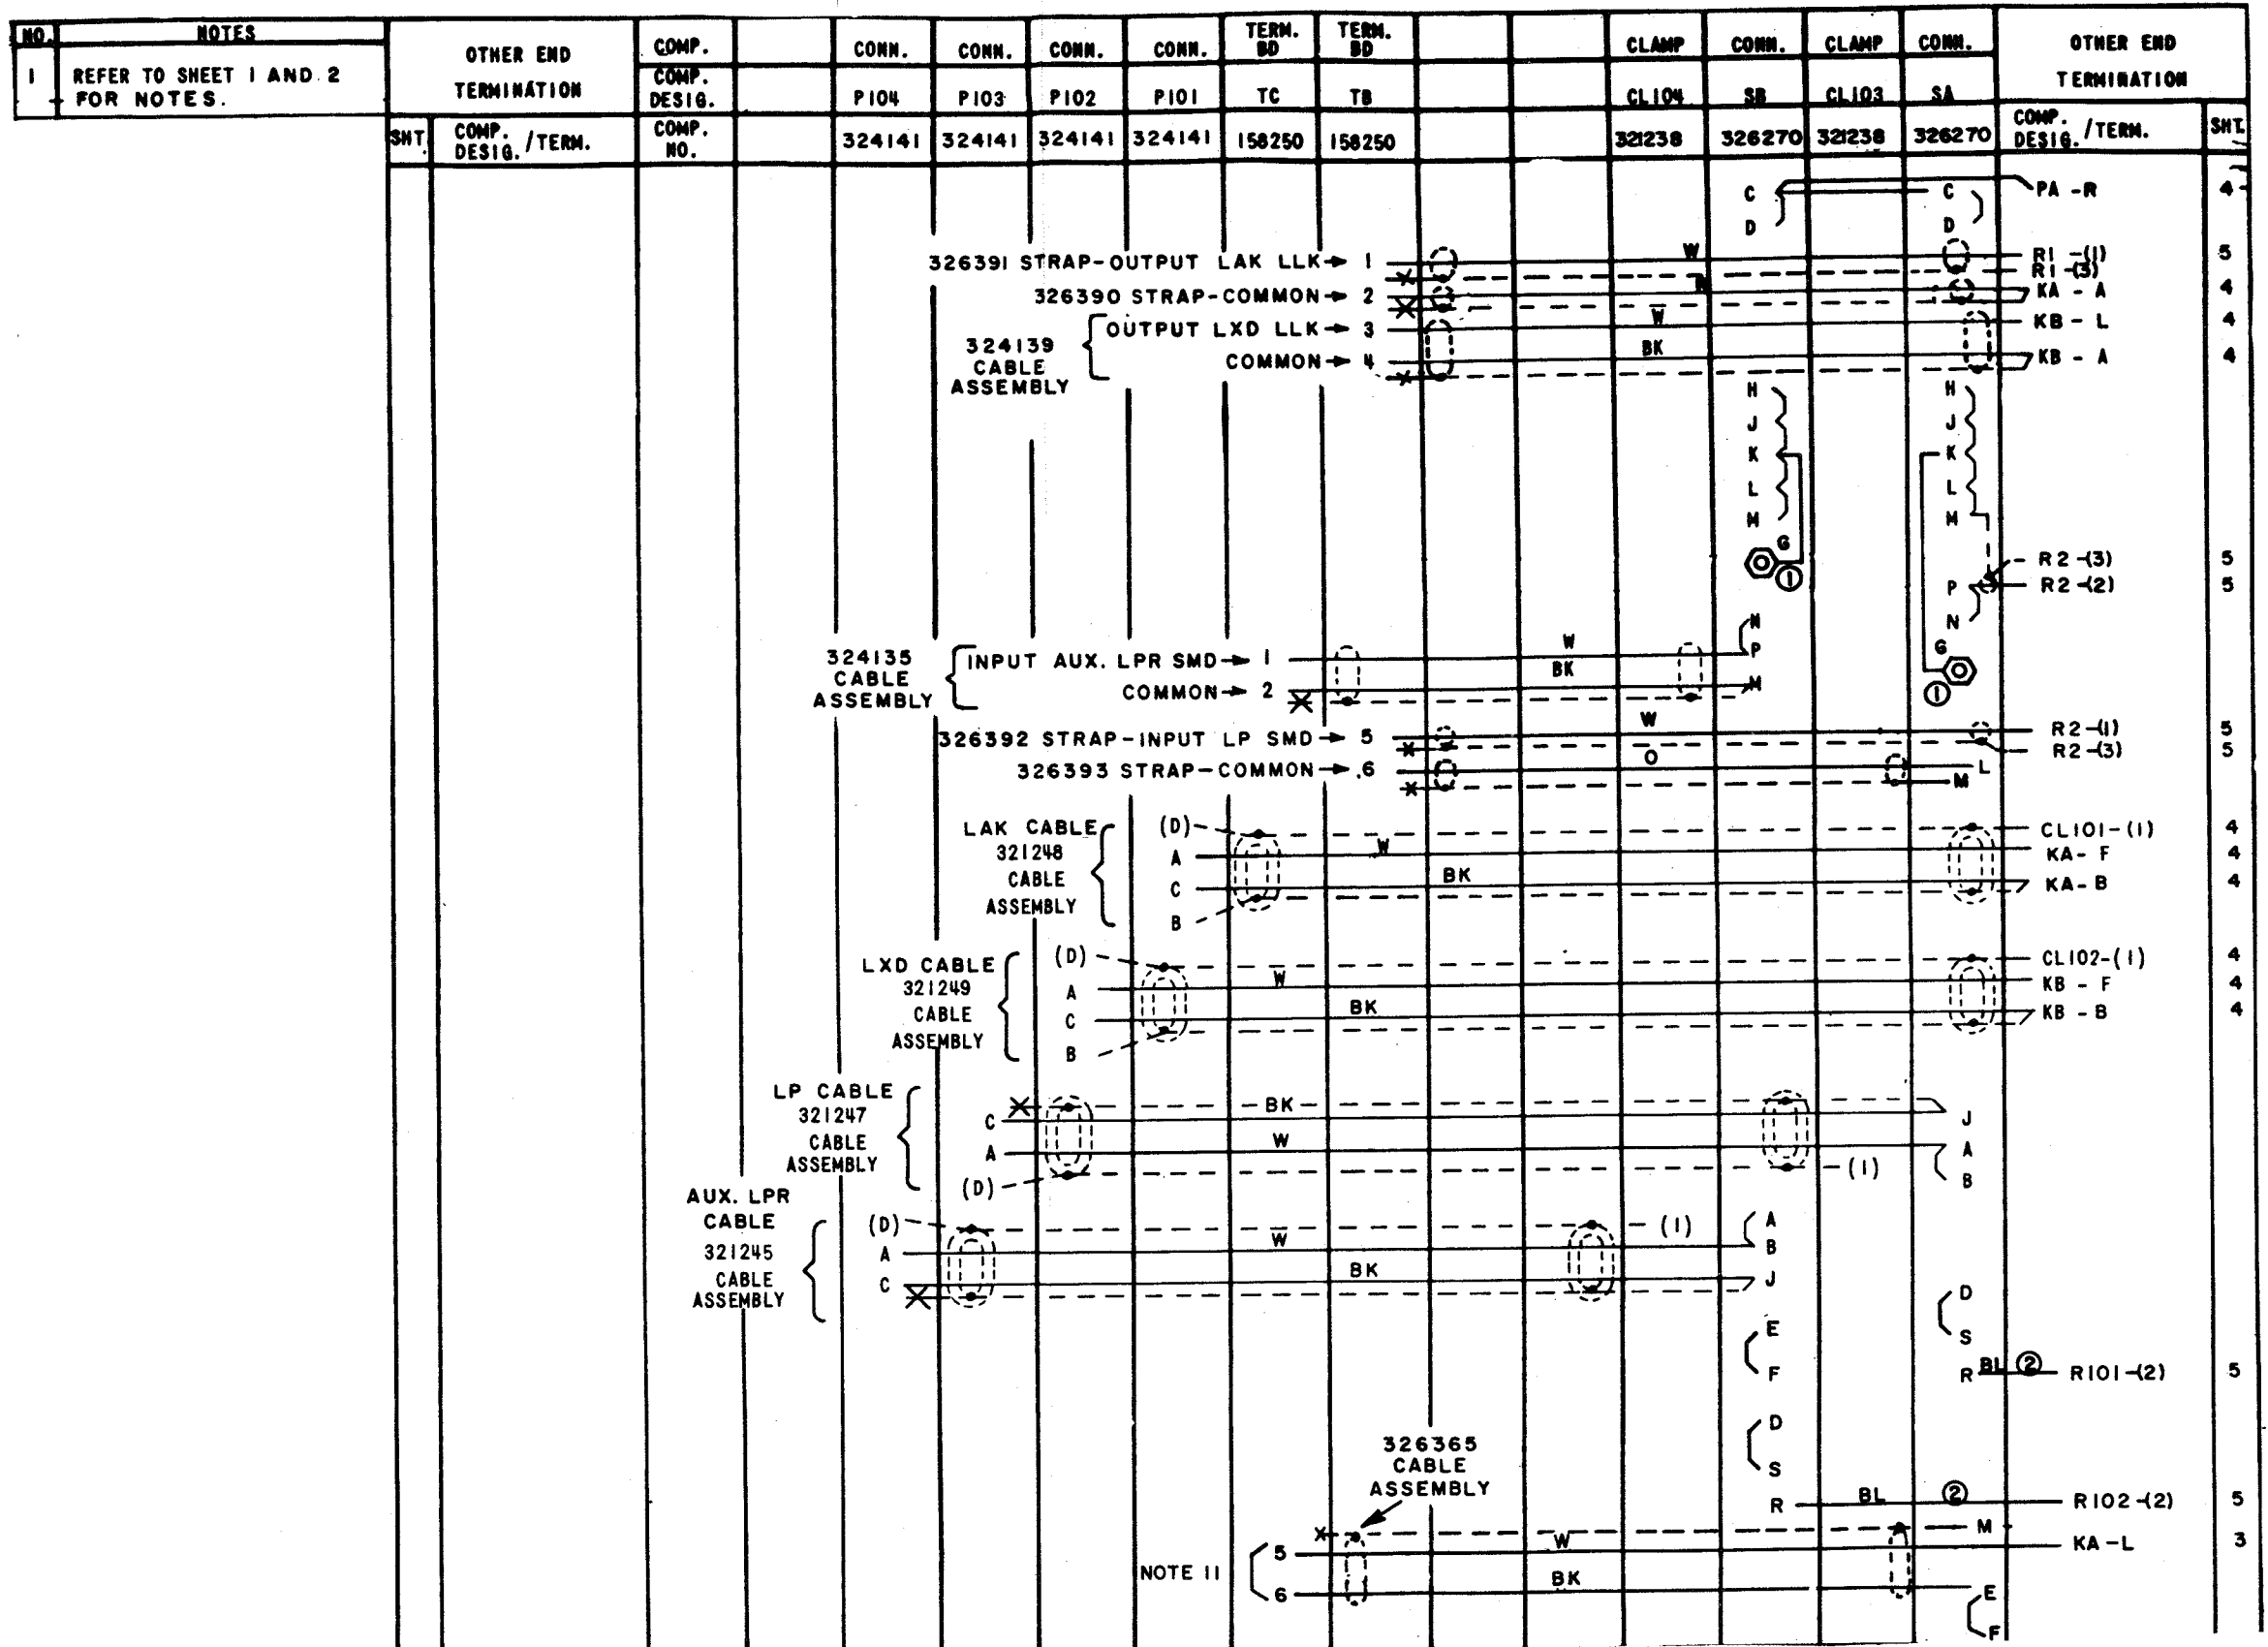 NO. NOTES
1 REFER TO SHEET 1 AND 2
FOR NOTES.
OTHER END
TERMINATION
SHT. COMP. DESIG. / TERM.
COMP.
COMP. DESIG.
COMP. NO.
CONN. CONN. CONN. CONN. TERM. BD TERM. BD CLAMP CONN. CLAMP CONN.
P104 P103 P102 P101 TC TB CL104 SB CL103 SA
324141 324141 324141 324141 158250 158250 321238 326270 321238 326270
OTHER END
TERMINATION
COMP. DESIG. / TERM. SHT.
C C PA - R 4
D D
326391 STRAP-OUTPUT LAK LLK 1 W R1 -(1) 5
R1 -(3)
326390 STRAP-COMMON 2 KA - A 4
324139
CABLE
ASSEMBLY
OUTPUT LXD LLK 3 W KB - L 4
COMMON 4 BK KB - A 4
H H
J J
K K
L L
M M
G
1
R2 -(3) 5
P R2 -(2) 5
N
324135
CABLE
ASSEMBLY
N
INPUT AUX. LPR SMD 1 W P
COMMON 2 BK M
G
1
326392 STRAP-INPUT LP SMD 5 W R2-(1) 5
R2-(3) 5
326393 STRAP-COMMON 6 O L
M
LAK CABLE
321248
CABLE
ASSEMBLY
(D) CL101-(1) 4
A W KA- F 4
C BK KA- B 4
B
LXD CABLE
321249
CABLE
ASSEMBLY
(D) CL102-(1) 4
A W KB - F 4
C BK KB - B 4
B
LP CABLE
321247
CABLE
ASSEMBLY
C BK J
A W A
(D) (1) B
AUX. LPR
CABLE
321245
CABLE
ASSEMBLY
(D) (1) A
A W B
C BK J
D
E S
F R BL 2 R101-(2) 5
D
S
326365
CABLE
ASSEMBLY
R BL 2 R102-(2) 5
M
NOTE 11
5 W KA-L 3
6 BK E
F